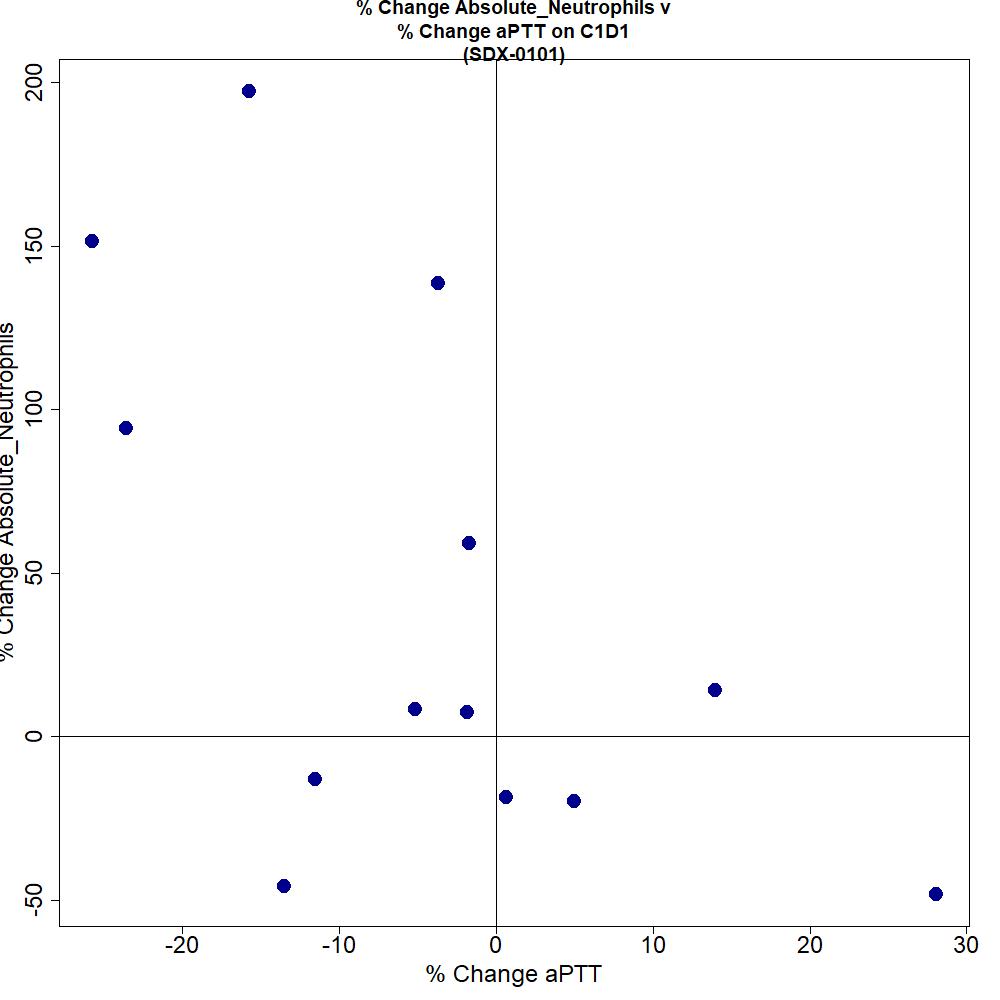 % Change Absolute_Neutrophils v
% Change aPTT on C1D1
(SDX-0101)
% Change Absolute_Neutrophils
200
150
100
50
0
-50
-20
-10
0
10
20
30
% Change aPTT